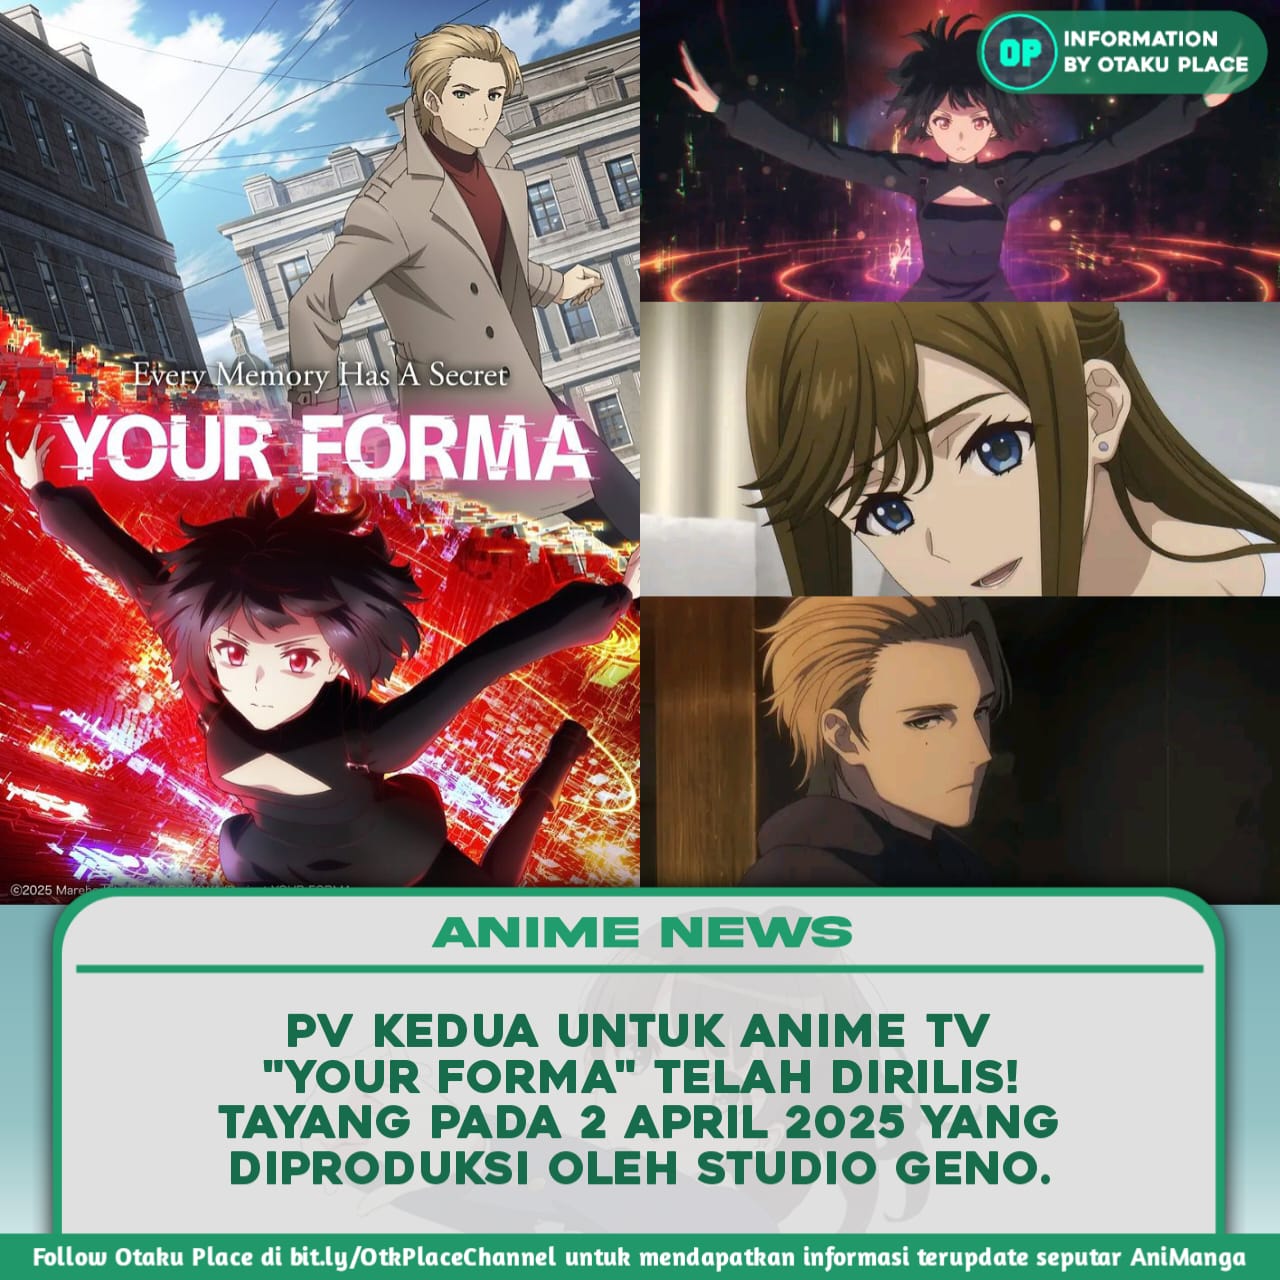 OP
INFORMATION
BY OTAKU PLACE
Every Memory Has A Secret
YOUR FORMA
©2025
ANIME NEWS
PV KEDUA UNTUK ANIME TV
"YOUR FORMA" TELAH DIRILIS!
TAYANG PADA 2 APRIL 2025 YANG
DIPRODUKSI OLEH STUDIO GENO.
Follow Otaku Place di bit.ly/OtkPlaceChannel untuk mendapatkan informasi terupdate seputar AniManga